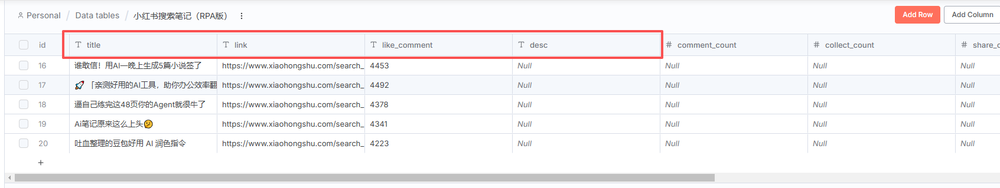 Personal / Data tables / 小红书搜索笔记（RPA版）
Add Row
Add Column
id title link like_comment desc comment_count collect_count share_c
16 谁敢信！用AI一晚上生成5篇小说签了 https://www.xiaohongshu.com/search_ 4453 Null Null Null Null
17 🚀「亲测好用的AI工具，助你办公效率翻 https://www.xiaohongshu.com/search_ 4492 Null Null Null Null
18 逼自己练完这48页你的Agent就很牛了 https://www.xiaohongshu.com/search_ 4378 Null Null Null Null
19 Ai笔记原来这么上头🤔 https://www.xiaohongshu.com/search_ 4341 Null Null Null Null
20 吐血整理的豆包好用 AI 润色指令 https://www.xiaohongshu.com/search_ 4223 Null Null Null Null